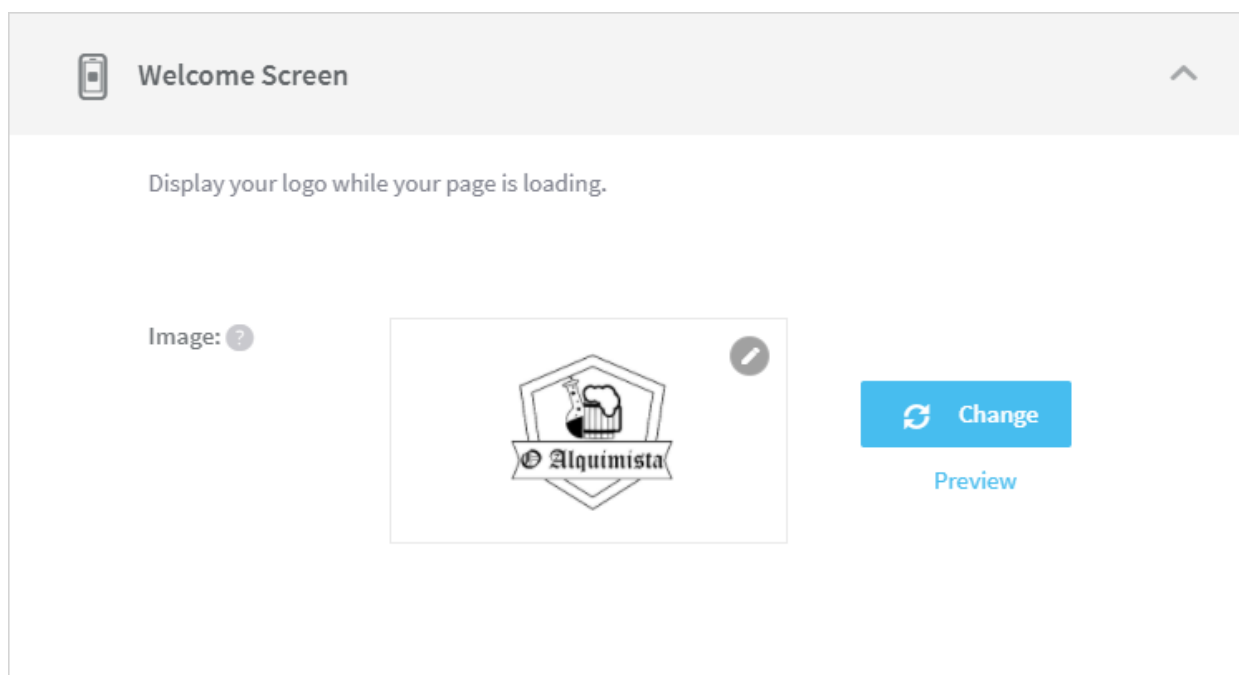 Welcome Screen
Display your logo while your page is loading.
Image: ?
O Alquimista
Change
Preview